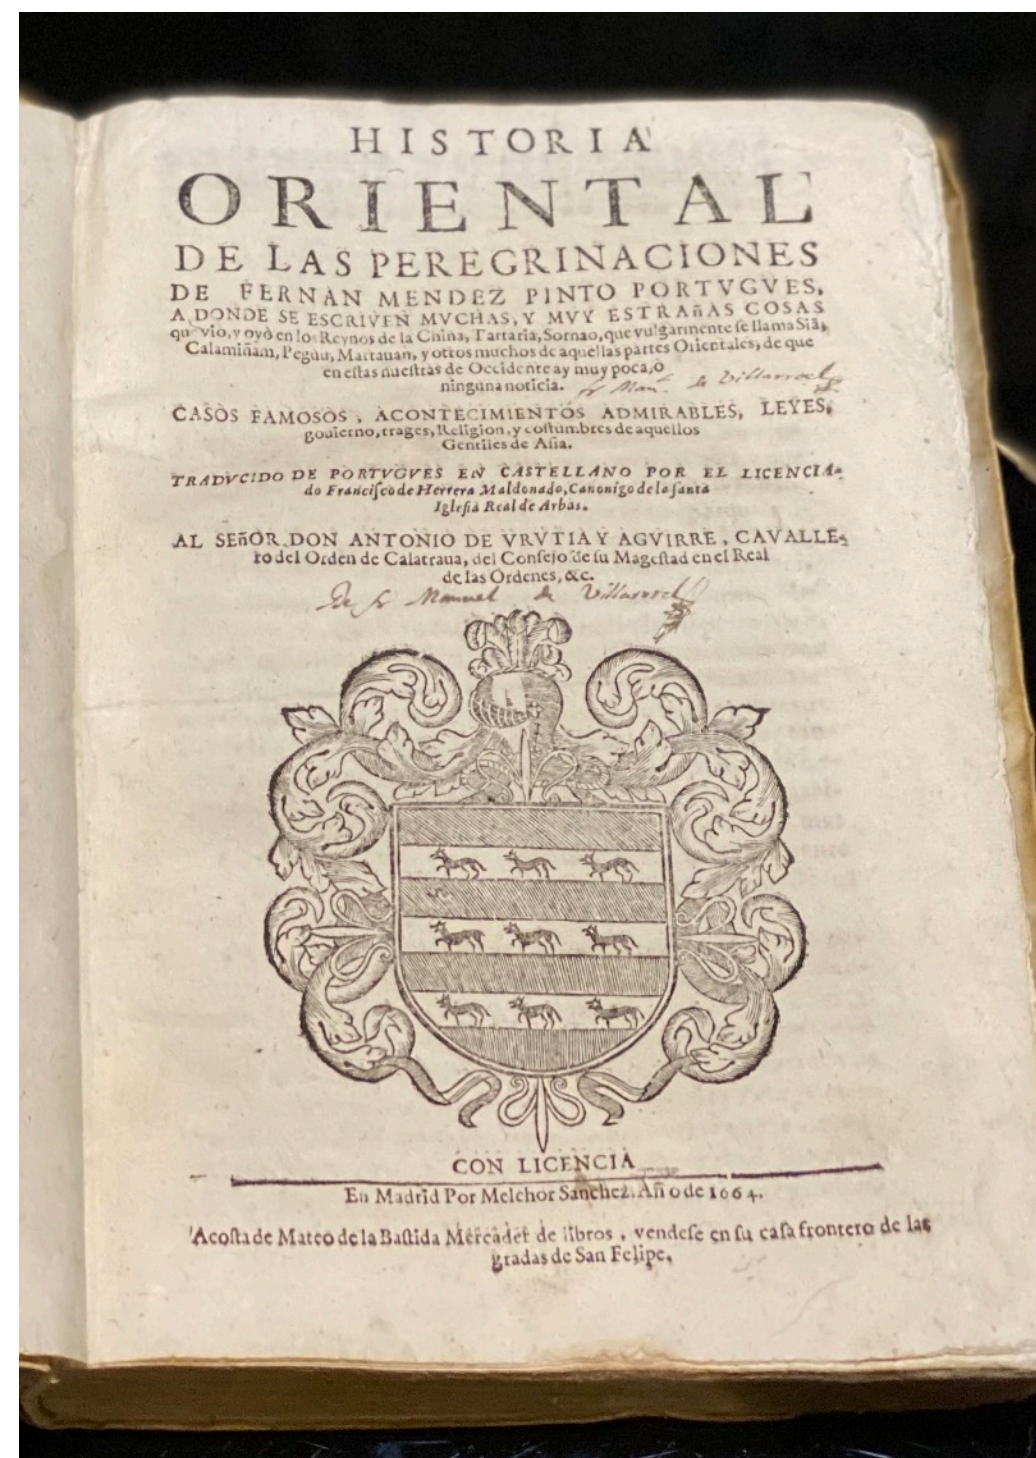 HISTORIA
ORIENTAL
DE LAS PEREGRINACIONES
DE FERNAN MENDEZ PINTO PORTVGVES,
A DONDE SE ESCRIVEN MVCHAS, Y MVY ESTRAñAS COSAS
que vio, y oyò en los Reynos de la China, Tartaria, Sornao, que vulgarmente se llama Siã,
Calamiñam, Peguu, Martauan, y otros muchos de aquellas partes Orientales, de que
en estas nuestras de Occidente ay muy poca, ò
ninguna noticia. fr Man.l de Villarroel
CASOS FAMOSOS, ACONTECIMIENTOS ADMIRABLES, LEYES,
gouierno, trages, Religion, y costumbres de aquellos
Gentiles de Asia.
TRADVCIDO DE PORTVGVES EN CASTELLANO POR EL LICENCIA-
do Francisco de Herrera Maldonado, Canonigo de la santa
Iglesia Real de Arbas.
AL SEñOR DON ANTONIO DE VRVTIA Y AGVIRRE, CAVALLE-
ro del Orden de Calatraua, del Consejo de su Magestad en el Real
de las Ordenes, &c.
De fr Manuel de Villarroel
CON LICENCIA
En Madrid Por Melchor Sanchez. Año de 1664.
Acosta de Mateo de la Bastida Mercader de libros, vendese en su casa frontero de las
gradas de San Felipe.